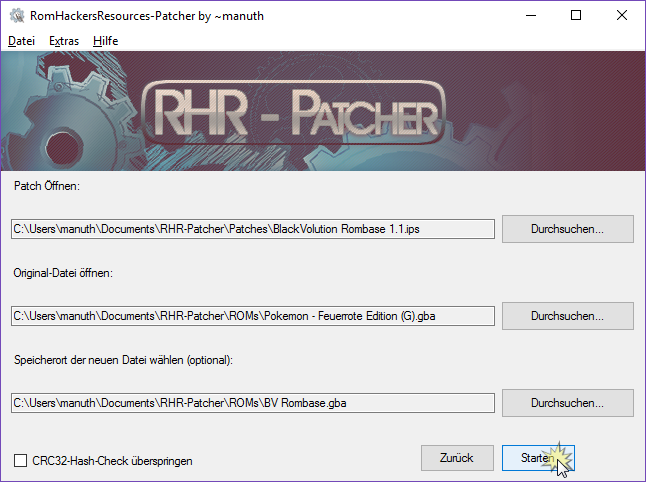 RomHackersResources-Patcher by ~manuth
Datei Extras Hilfe
RHR - Patcher
Patch Öffnen:
C:\Users\manuth\Documents\RHR-Patcher\Patches\BlackVolution Rombase 1.1.ips Durchsuchen...
Original-Datei öffnen:
C:\Users\manuth\Documents\RHR-Patcher\ROMs\Pokemon - Feuerrote Edition (G).gba Durchsuchen...
Speicherort der neuen Datei wählen (optional):
C:\Users\manuth\Documents\RHR-Patcher\ROMs\BV Rombase.gba Durchsuchen...
CRC32-Hash-Check überspringen Zurück Starten